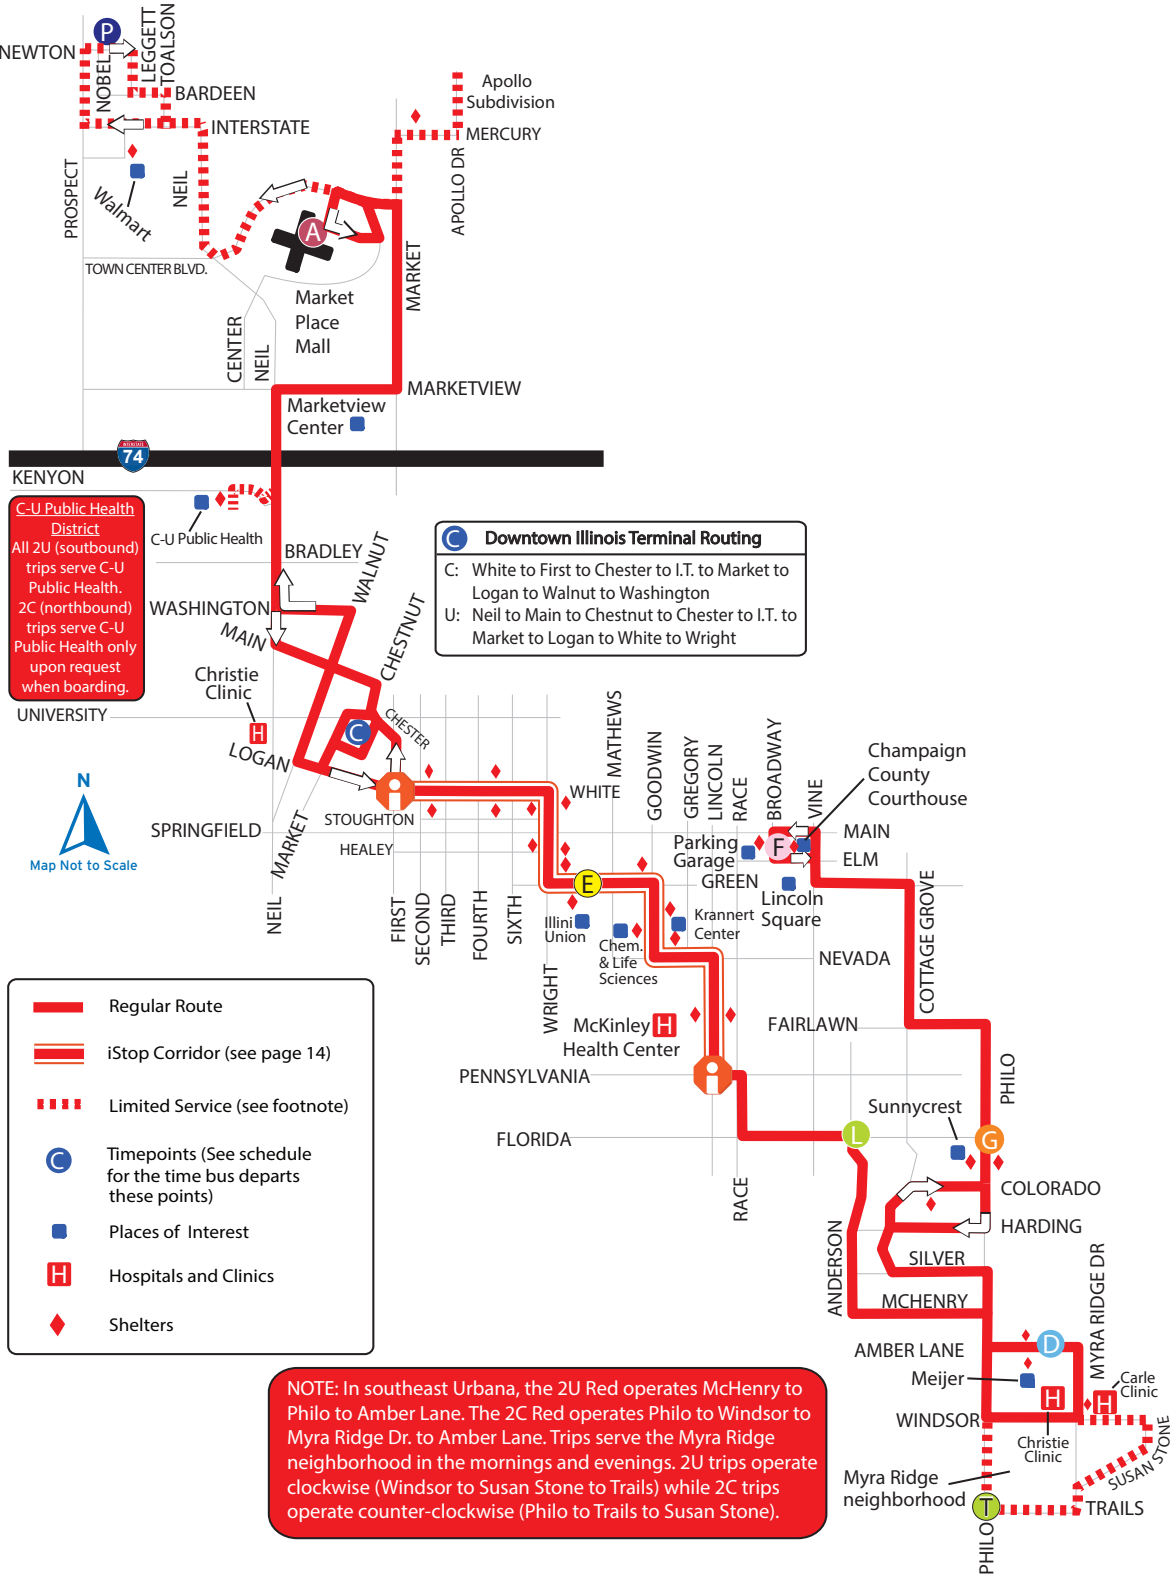 P
NEWTON
NOBEL
LEGGETT
TOALSON
BARDEEN
INTERSTATE
Apollo
Subdivision
MERCURY
APOLLO DR
PROSPECT
Walmart
NEIL
A
TOWN CENTER BLVD.
MARKET
Market
Place
Mall
CENTER
NEIL
MARKETVIEW
Marketview
Center
INTERSTATE
74
KENYON
C-U Public Health
District
All 2U (soutbound)
trips serve C-U
Public Health.
2C (northbound)
trips serve C-U
Public Health only
upon request
when boarding.
C-U Public Health
BRADLEY
WALNUT
WASHINGTON
MAIN
CHESTNUT
C Downtown Illinois Terminal Routing
C: White to First to Chester to I.T. to Market to
Logan to Walnut to Washington
U: Neil to Main to Chestnut to Chester to I.T. to
Market to Logan to White to Wright
Christie
Clinic
H
UNIVERSITY
C
CHESTER
LOGAN
N
Map Not to Scale
SPRINGFIELD
MARKET
STOUGHTON
HEALEY
NEIL
FIRST
SECOND
THIRD
FOURTH
SIXTH
WHITE
MATHEWS
GOODWIN
GREGORY
LINCOLN
RACE
BROADWAY
VINE
Champaign
County
Courthouse
MAIN
ELM
Parking
Garage
F
GREEN
Lincoln
Square
E
Illini
Union
Chem.
& Life
Sciences
Krannert
Center
WRIGHT
NEVADA
COTTAGE GROVE
McKinley H
Health Center
FAIRLAWN
PENNSYLVANIA
PHILO
Sunnycrest
FLORIDA
L
G
RACE
COLORADO
HARDING
ANDERSON
SILVER
MCHENRY
MYRA RIDGE DR
AMBER LANE
D
Meijer
H
H
Carle
Clinic
WINDSOR
Christie
Clinic
SUSAN STONE
Myra Ridge
neighborhood
T
TRAILS
PHILO
Regular Route
iStop Corridor (see page 14)
Limited Service (see footnote)
C Timepoints (See schedule
for the time bus departs
these points)
Places of Interest
H Hospitals and Clinics
Shelters
NOTE: In southeast Urbana, the 2U Red operates McHenry to
Philo to Amber Lane. The 2C Red operates Philo to Windsor to
Myra Ridge Dr. to Amber Lane. Trips serve the Myra Ridge
neighborhood in the mornings and evenings. 2U trips operate
clockwise (Windsor to Susan Stone to Trails) while 2C trips
operate counter-clockwise (Philo to Trails to Susan Stone).